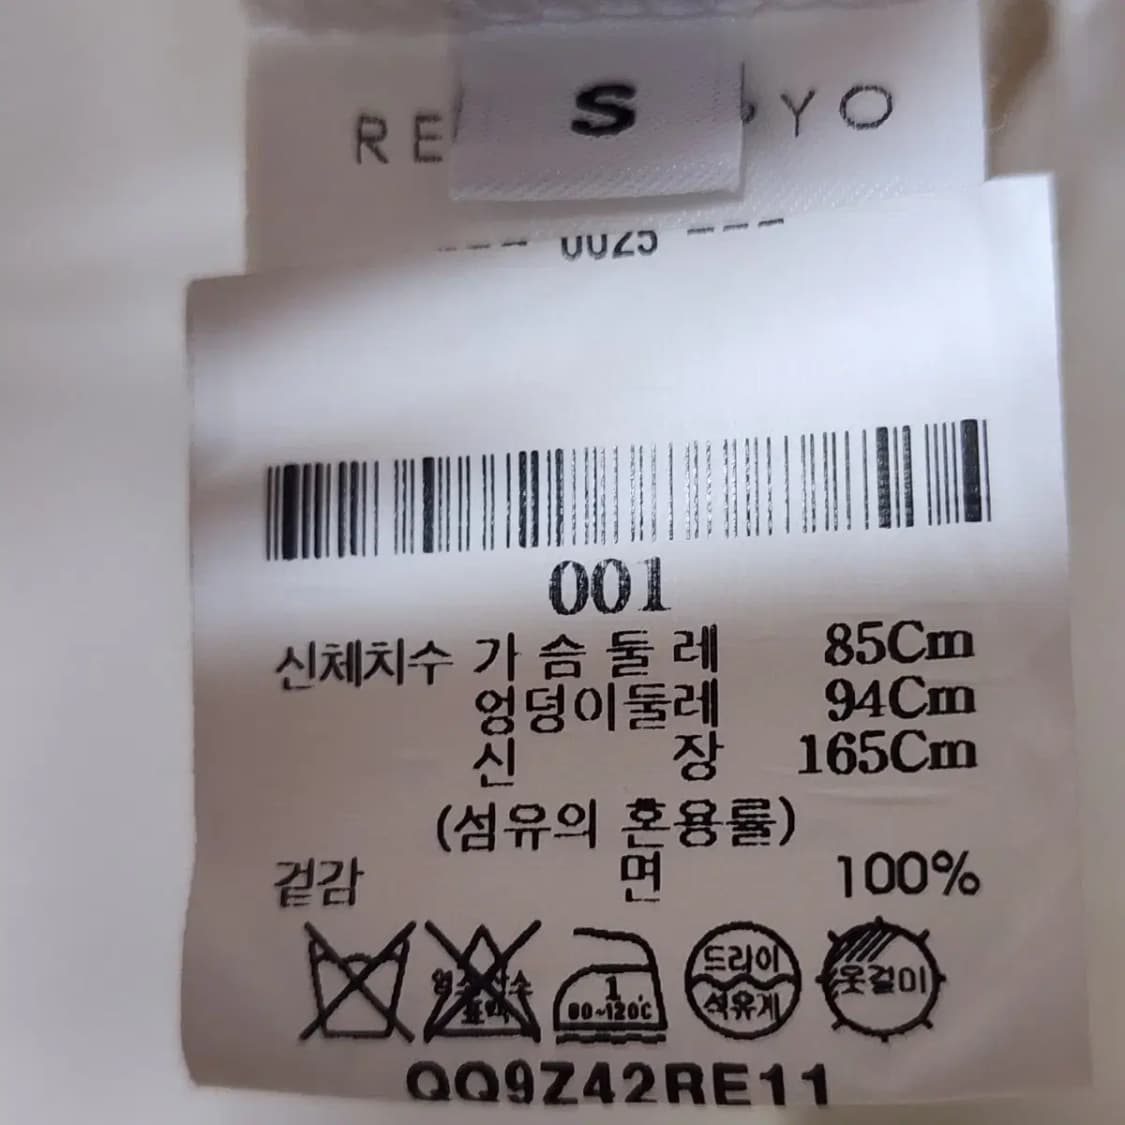 S
RE YO
--- 0025 ---
001
신체치수 가슴둘레 85Cm
엉덩이둘레 94Cm
신 장 165Cm
(섬유의 혼용률)
겉감 면 100%
1
80~120℃
드라이
석유계
옷걸이
QQ9Z42RE11